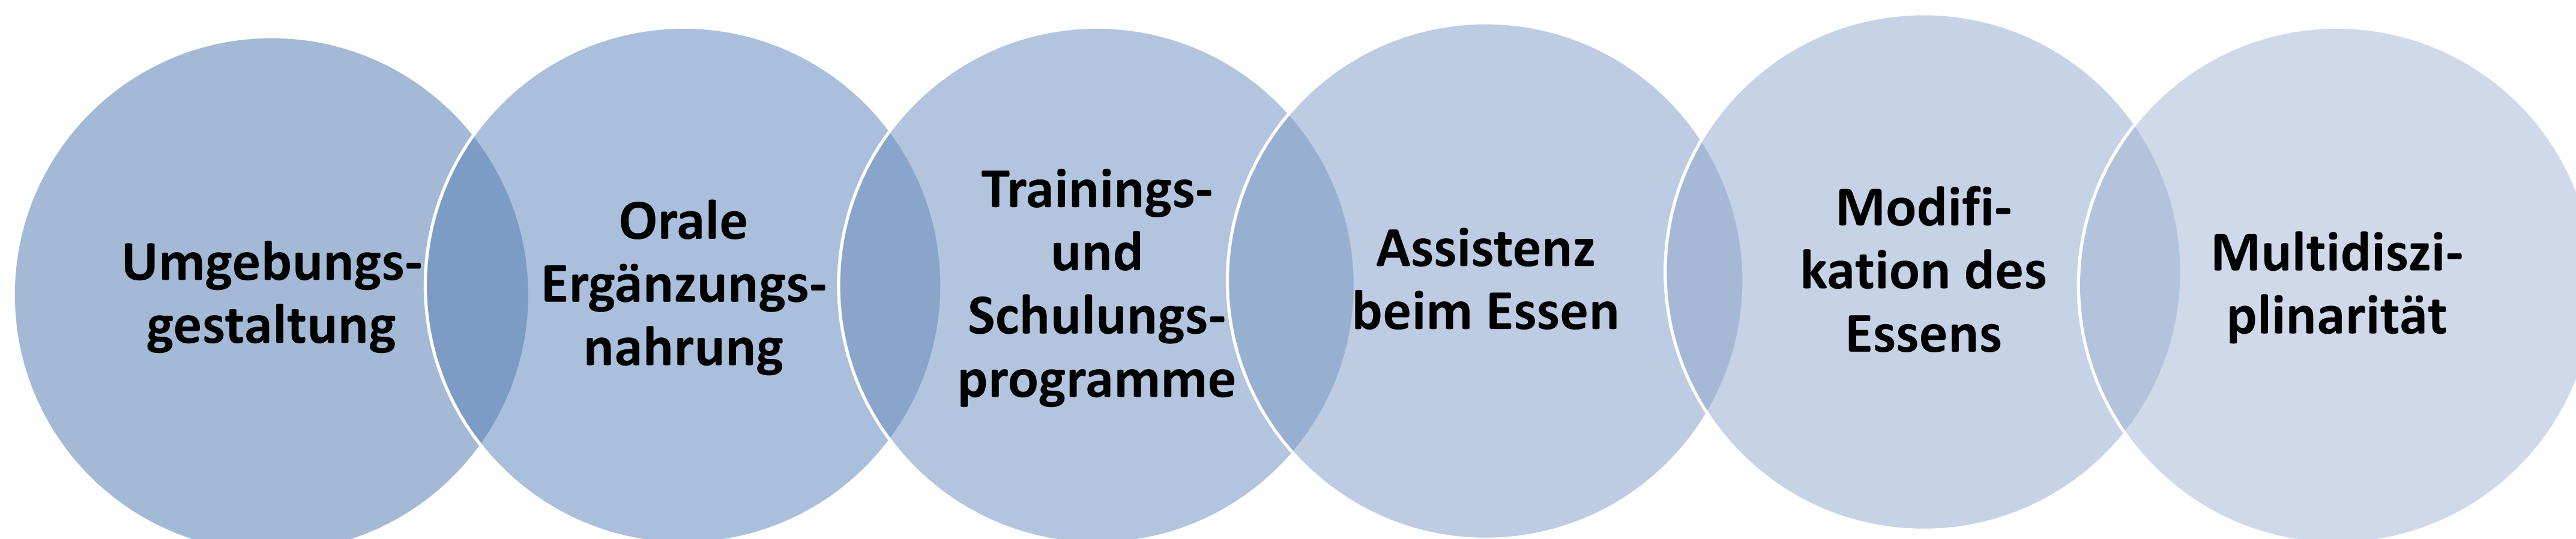 Umgebungs-
gestaltung
Orale
Ergänzungs-
nahrung
Trainings-
und
Schulungs-
programme
Assistenz
beim Essen
Modifi-
kation des
Essens
Multidiszi-
plinarität